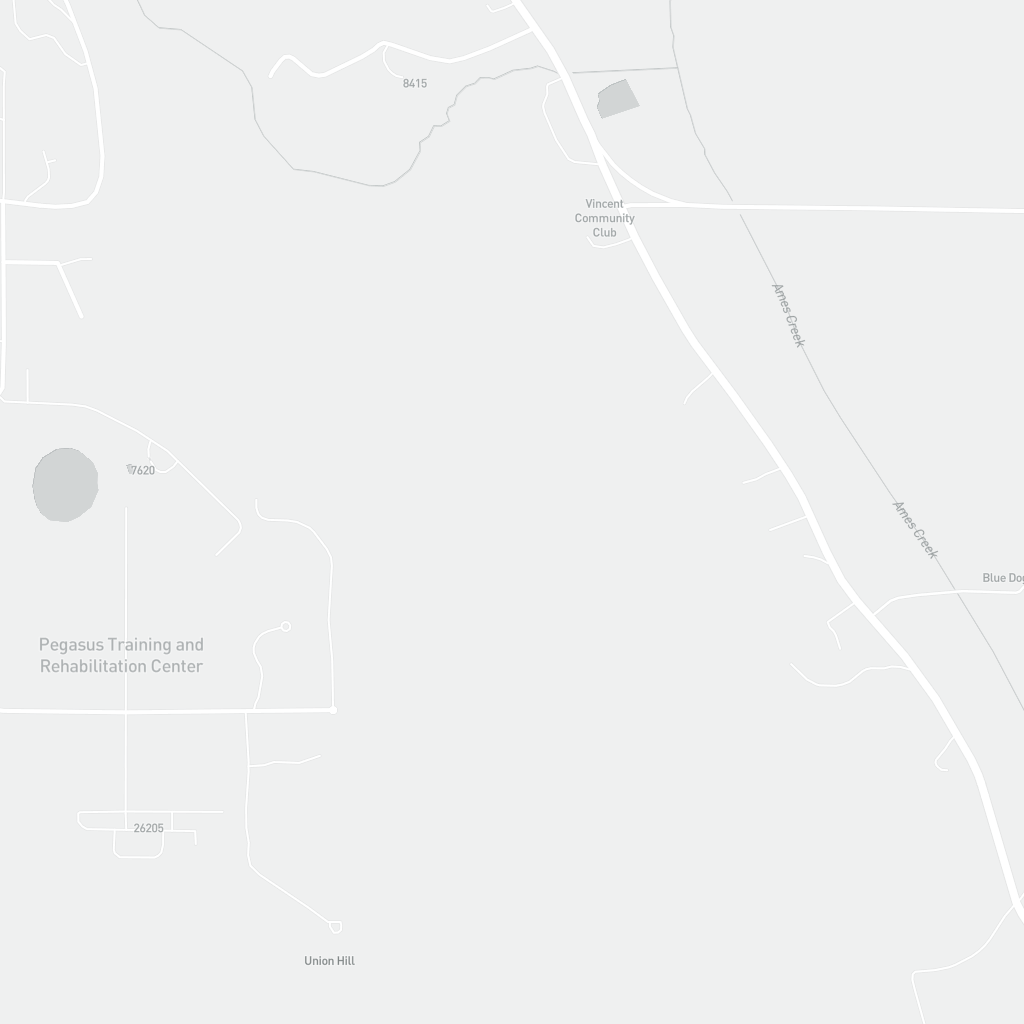 8415
Vincent
Community
Club
Ames Creek
7620
Ames Creek
Blue Dog
Pegasus Training and
Rehabilitation Center
26205
Union Hill